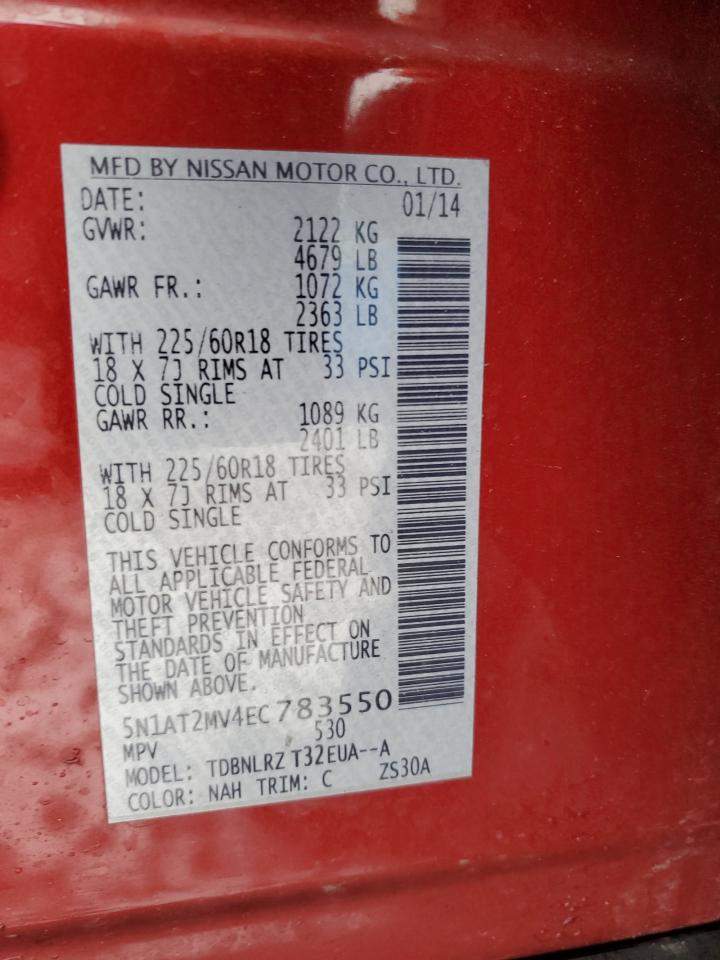 MFD BY NISSAN MOTOR CO., LTD.
DATE: 01/14
GVWR: 2122 KG
4679 LB
GAWR FR.: 1072 KG
2363 LB
WITH 225/60R18 TIRES
18 X 7J RIMS AT 33 PSI
COLD SINGLE
GAWR RR.: 1089 KG
2401 LB
WITH 225/60R18 TIRES
18 X 7J RIMS AT 33 PSI
COLD SINGLE
THIS VEHICLE CONFORMS TO
ALL APPLICABLE FEDERAL
MOTOR VEHICLE SAFETY AND
THEFT PREVENTION
STANDARDS IN EFFECT ON
THE DATE OF MANUFACTURE
SHOWN ABOVE.
5N1AT2MV4EC783550
MPV 530
MODEL: TDBNLRZ T32EUA--A
COLOR: NAH TRIM: C ZS30A